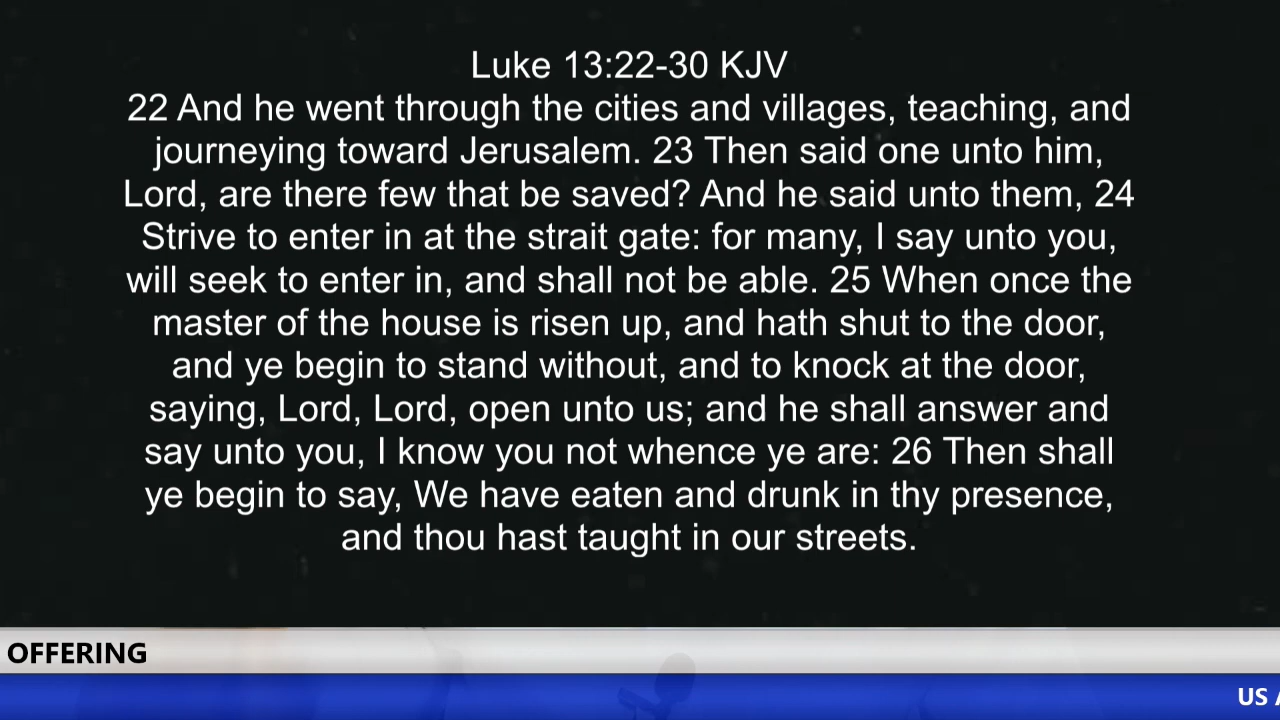 Luke 13:22-30 KJV
22 And he went through the cities and villages, teaching, and
journeying toward Jerusalem. 23 Then said one unto him,
Lord, are there few that be saved? And he said unto them, 24
Strive to enter in at the strait gate: for many, I say unto you,
will seek to enter in, and shall not be able. 25 When once the
master of the house is risen up, and hath shut to the door,
and ye begin to stand without, and to knock at the door,
saying, Lord, Lord, open unto us; and he shall answer and
say unto you, I know you not whence ye are: 26 Then shall
ye begin to say, We have eaten and drunk in thy presence,
and thou hast taught in our streets.
OFFERING
US